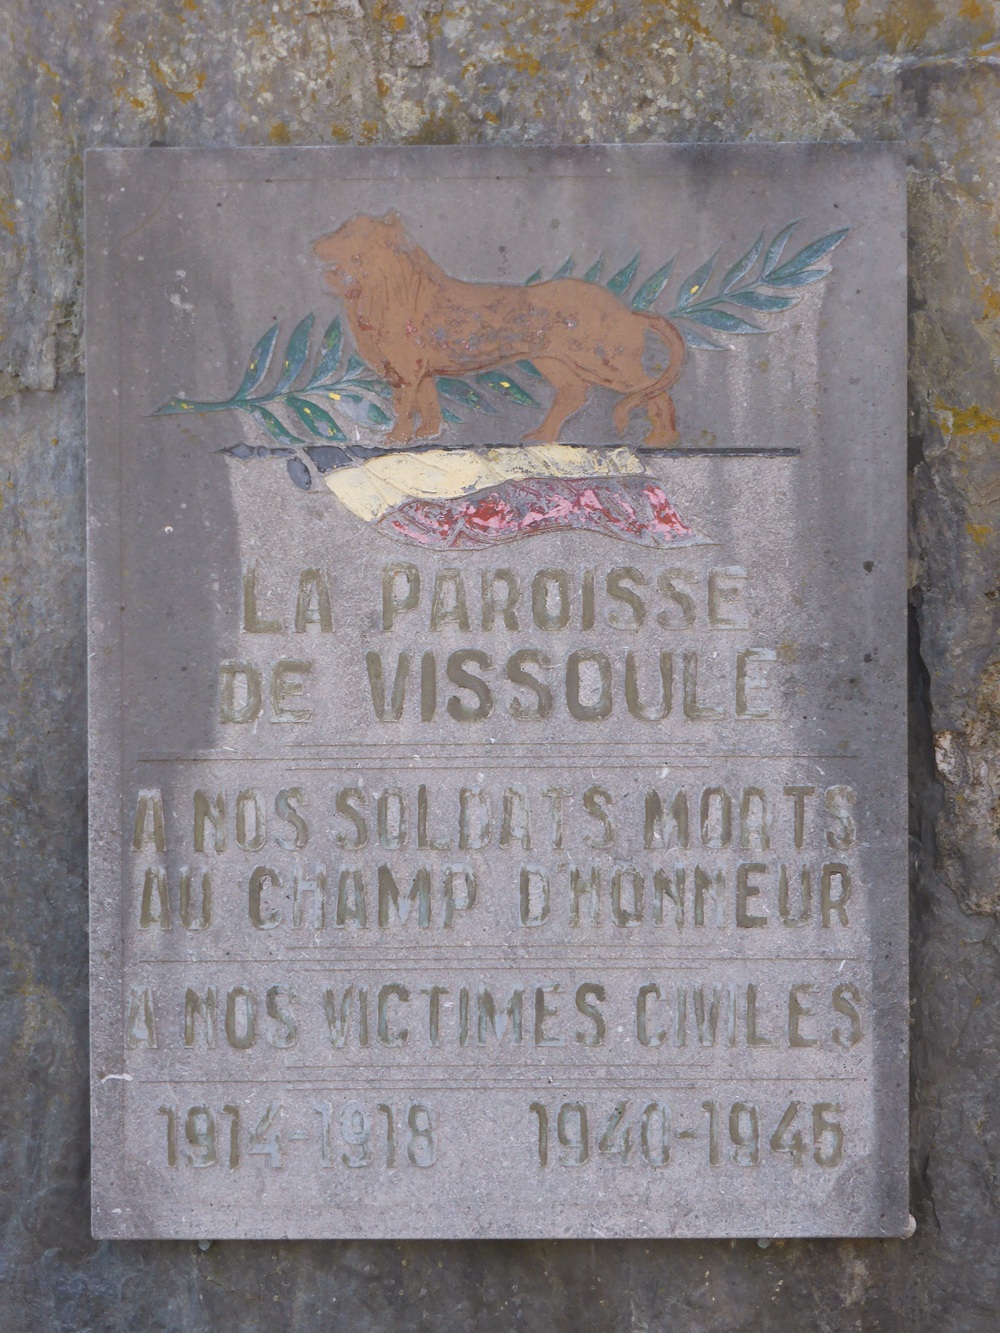 LA PAROISSE
DE VISSOULE
A NOS SOLDATS MORTS
AU CHAMP D'HONNEUR
A NOS VICTIMES CIVILES
1914-1918 1940-1945